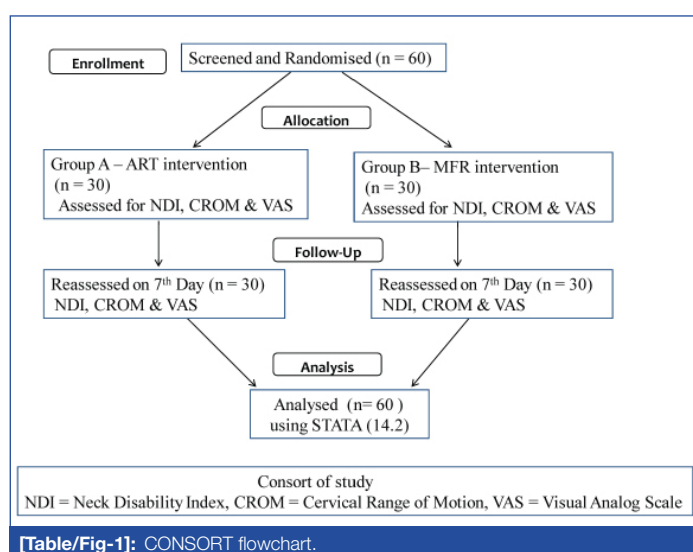 Enrollment
Screened and Randomised (n = 60)
Allocation
Group A – ART intervention
(n = 30)
Assessed for NDI, CROM & VAS
Group B– MFR intervention
(n = 30)
Assessed for NDI, CROM & VAS
Follow-Up
Reassessed on 7th Day (n = 30)
NDI, CROM & VAS
Reassessed on 7th Day (n = 30)
NDI, CROM & VAS
Analysis
Analysed (n= 60 )
using STATA (14.2)
Consort of study
NDI = Neck Disability Index, CROM = Cervical Range of Motion, VAS = Visual Analog Scale
[Table/Fig-1]: CONSORT flowchart.